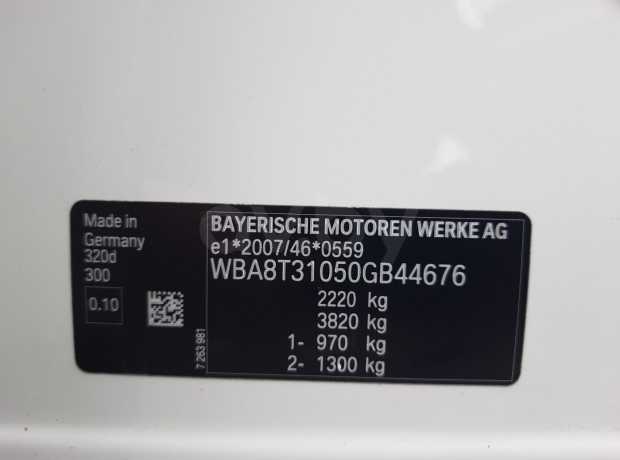 Made in
Germany
320d
300
0.10
7 263 981
BAYERISCHE MOTOREN WERKE AG
e1*2007/46*0559
WBA8T31050GB44676
2220 kg
3820 kg
1- 970 kg
2- 1300 kg